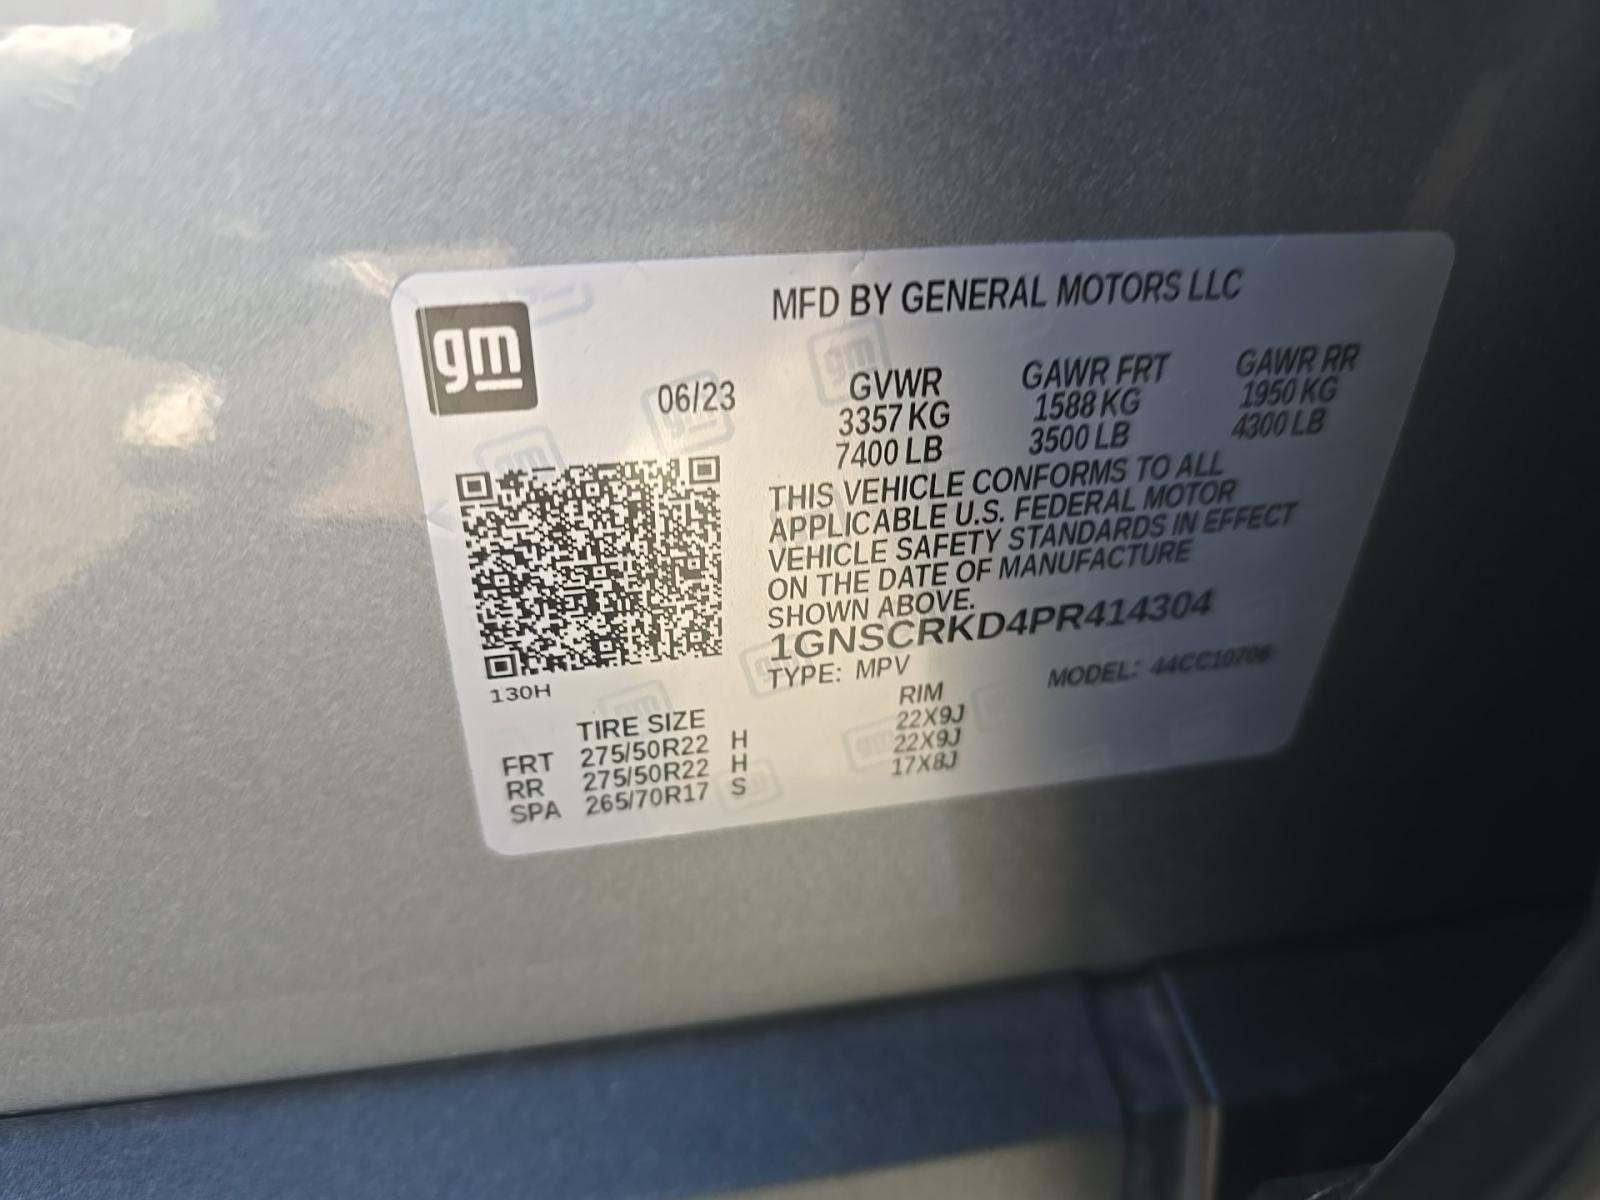 gm
MFD BY GENERAL MOTORS LLC
06/23
GVWR GAWR FRT GAWR RR
3357 KG 1588 KG 1950 KG
7400 LB 3500 LB 4300 LB
THIS VEHICLE CONFORMS TO ALL
APPLICABLE U.S. FEDERAL MOTOR
VEHICLE SAFETY STANDARDS IN EFFECT
ON THE DATE OF MANUFACTURE
SHOWN ABOVE.
1GNSCRKD4PR414304
TYPE: MPV MODEL: 44CC10706
130H
TIRE SIZE RIM
FRT 275/50R22 H 22X9J
RR 275/50R22 H 22X9J
SPA 265/70R17 S 17X8J